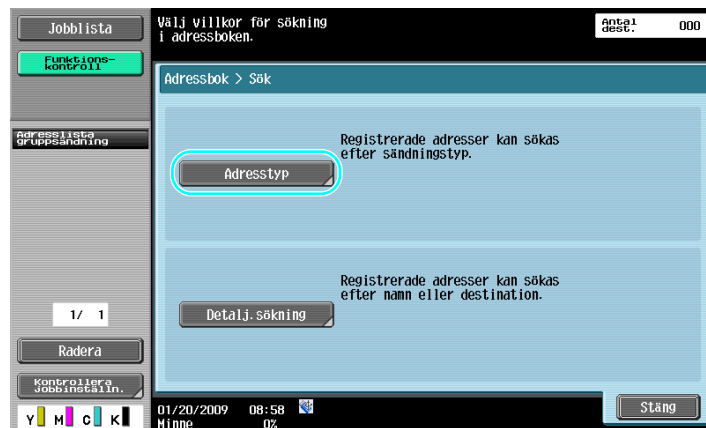 Jobblista
Funktions-
kontroll
Adresslista
gruppsändning
1/ 1
Radera
Kontrollera
Jobbinställn.
Y M C K
Välj villkor för sökning
i adressboken.
Antal
dest.
000
Adressbok > Sök
Registrerade adresser kan sökas
efter sändningstyp.
Adresstyp
Registrerade adresser kan sökas
efter namn eller destination.
Detalj.sökning
01/20/2009 08:58
Minne 0%
Stäng